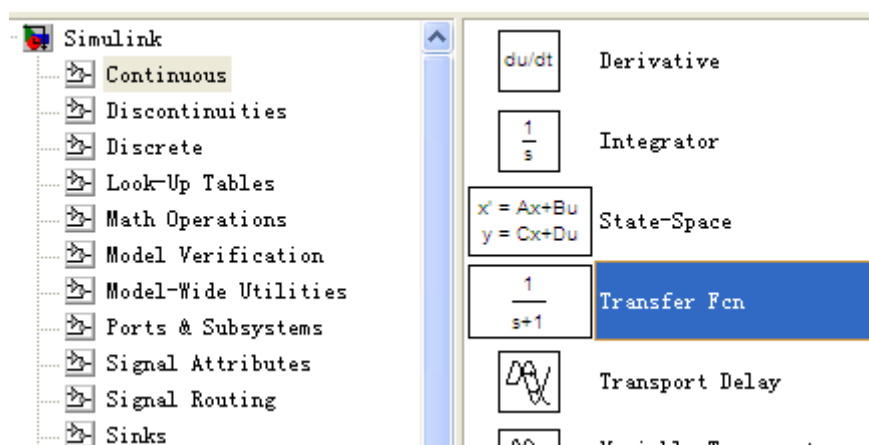 Simulink
Continuous
Discontinuities
Discrete
Look-Up Tables
Math Operations
Model Verification
Model-Wide Utilities
Ports & Subsystems
Signal Attributes
Signal Routing
Sinks
du/dt Derivative
1
s
Integrator
x' = Ax+Bu
y = Cx+Du
State-Space
1
s+1
Transfer Fcn
Transport Delay